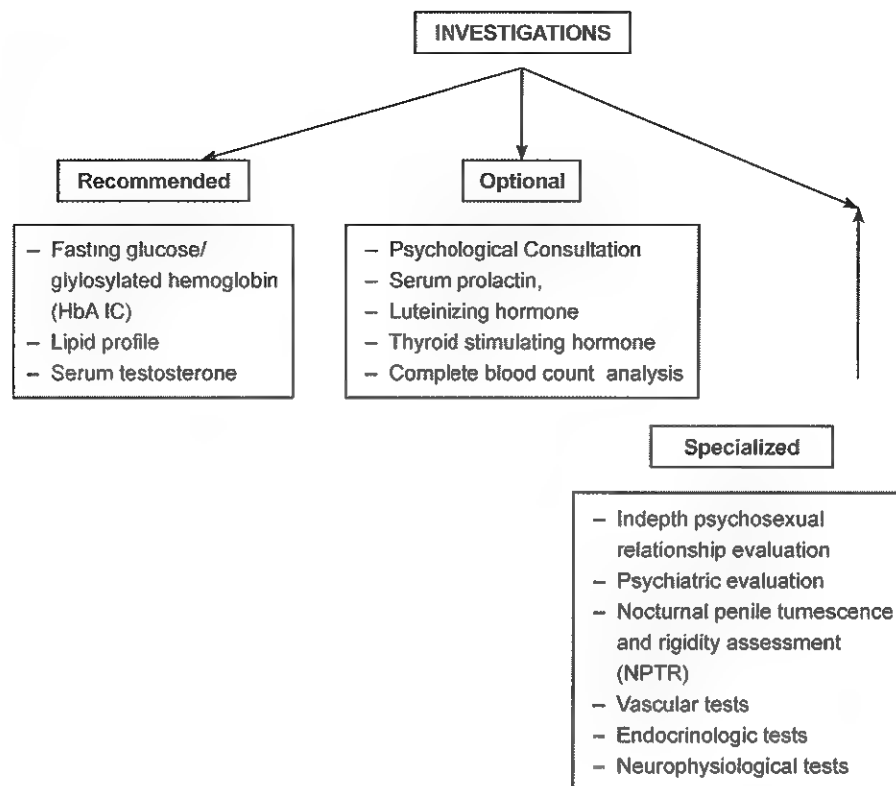 INVESTIGATIONS
Recommended
– Fasting glucose/
glylosylated hemoglobin
(HbA IC)
– Lipid profile
– Serum testosterone
Optional
– Psychological Consultation
– Serum prolactin,
– Luteinizing hormone
– Thyroid stimulating hormone
– Complete blood count analysis
Specialized
– Indepth psychosexual
relationship evaluation
– Psychiatric evaluation
– Nocturnal penile tumescence
and rigidity assessment
(NPTR)
– Vascular tests
– Endocrinologic tests
– Neurophysiological tests